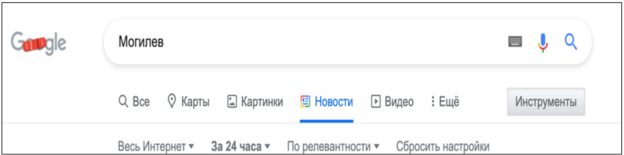 Google
Могилев
Все Карты Картинки Новости Видео Ещё Инструменты
Весь Интернет За 24 часа По релевантности Сбросить настройки